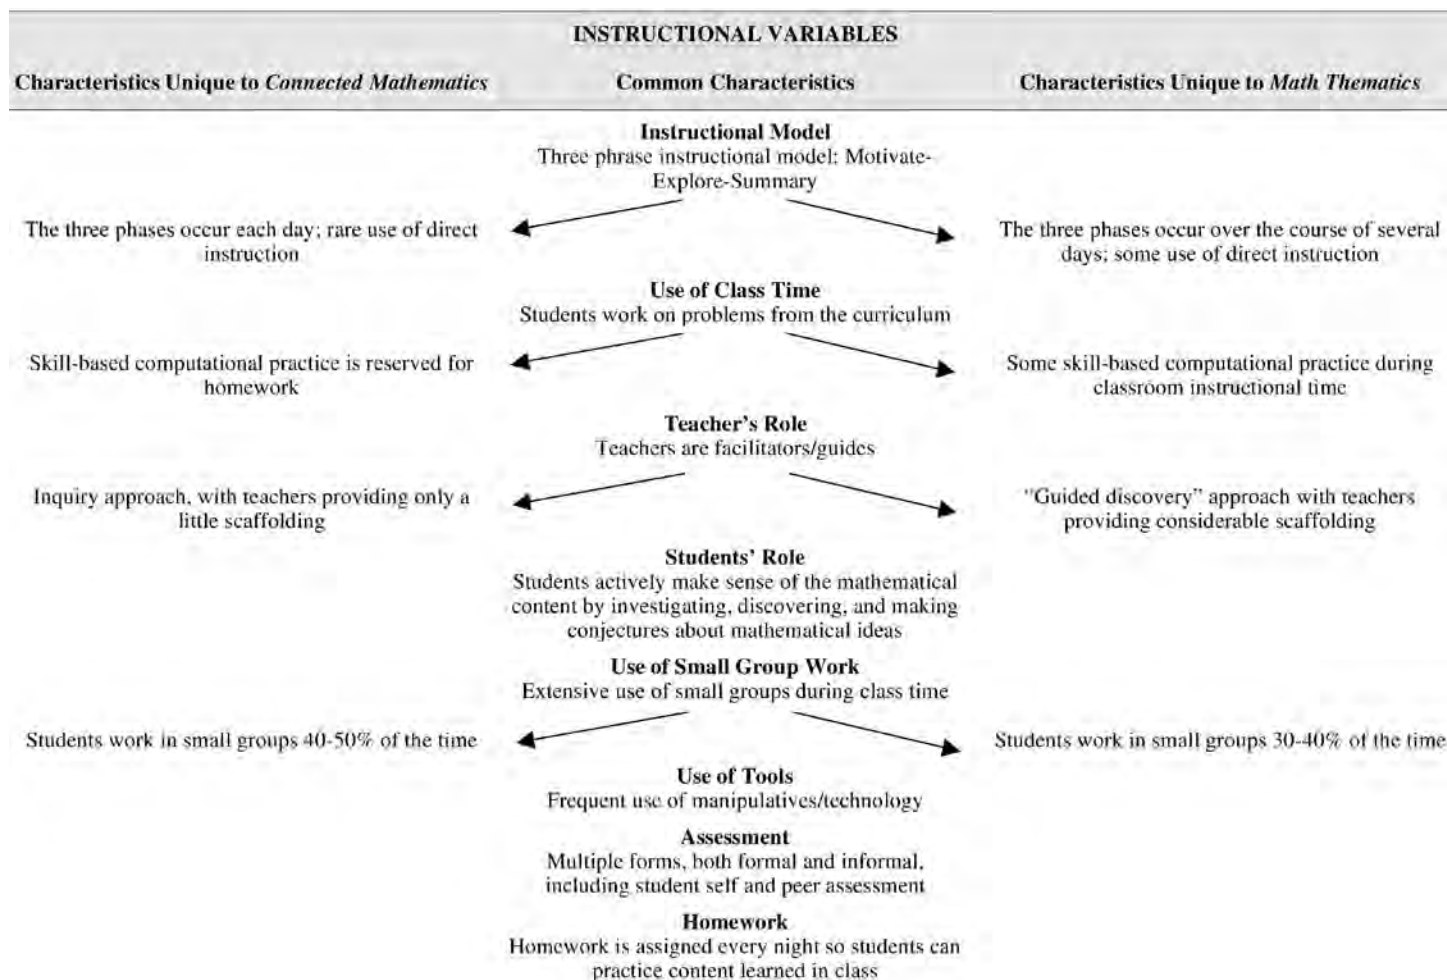 INSTRUCTIONAL VARIABLES
Characteristics Unique to Connected Mathematics
Common Characteristics
Characteristics Unique to Math Thematics
Instructional Model
Three phrase instructional model: Motivate-
Explore-Summary
The three phases occur each day; rare use of direct
instruction
The three phases occur over the course of several
days; some use of direct instruction
Use of Class Time
Students work on problems from the curriculum
Skill-based computational practice is reserved for
homework
Some skill-based computational practice during
classroom instructional time
Teacher's Role
Teachers are facilitators/guides
Inquiry approach, with teachers providing only a
little scaffolding
"Guided discovery" approach with teachers
providing considerable scaffolding
Students' Role
Students actively make sense of the mathematical
content by investigating, discovering, and making
conjectures about mathematical ideas
Use of Small Group Work
Extensive use of small groups during class time
Students work in small groups 40-50% of the time
Students work in small groups 30-40% of the time
Use of Tools
Frequent use of manipulatives/technology
Assessment
Multiple forms, both formal and informal,
including student self and peer assessment
Homework
Homework is assigned every night so students can
practice content learned in class